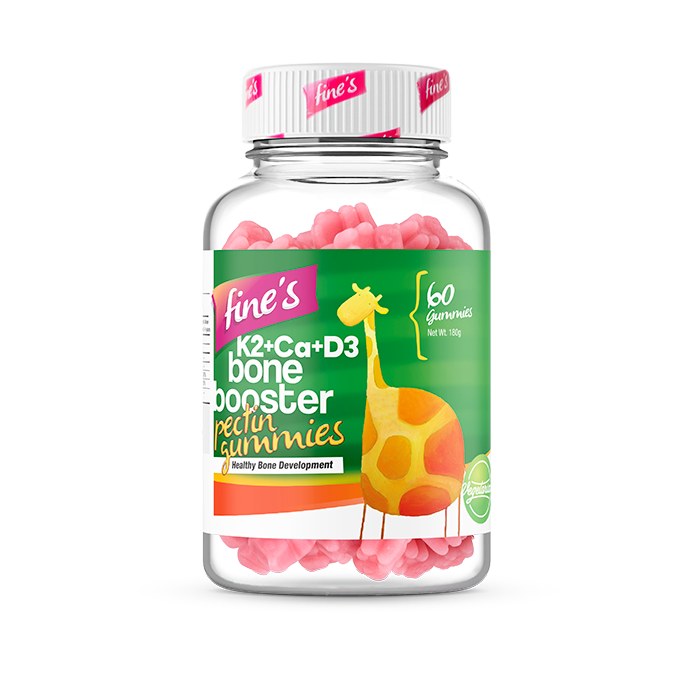 fine's
fine's
fine's
fine's
K2+Ca+D3
bone
booster
pectin
gummies
Healthy Bone Development
60
Gummies
Net Wt. 180g